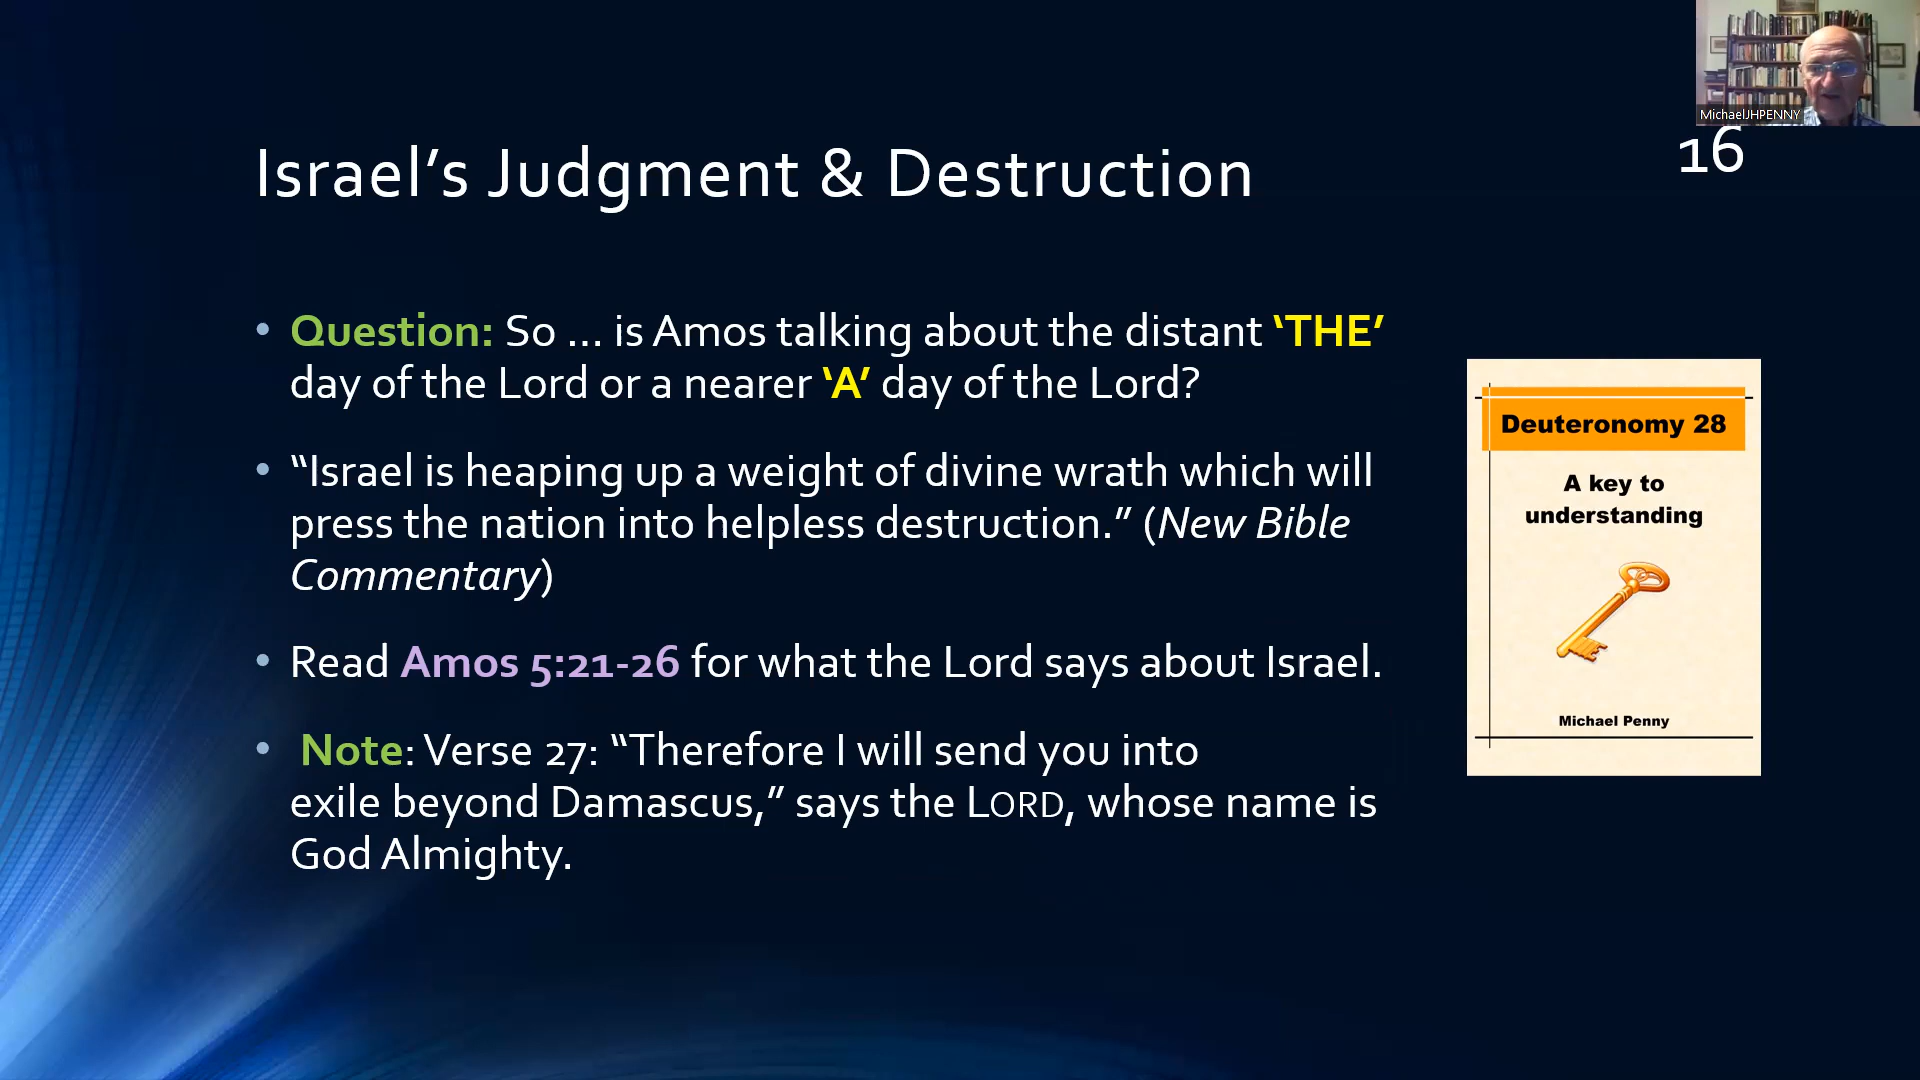 MichaelJHPENNY
16
Israel’s Judgment & Destruction
• Question: So … is Amos talking about the distant ‘THE’
day of the Lord or a nearer ‘A’ day of the Lord?
• “Israel is heaping up a weight of divine wrath which will
press the nation into helpless destruction.” (New Bible
Commentary)
• Read Amos 5:21-26 for what the Lord says about Israel.
• Note: Verse 27: “Therefore I will send you into
exile beyond Damascus,” says the LORD, whose name is
God Almighty.
Deuteronomy 28
A key to
understanding
Michael Penny